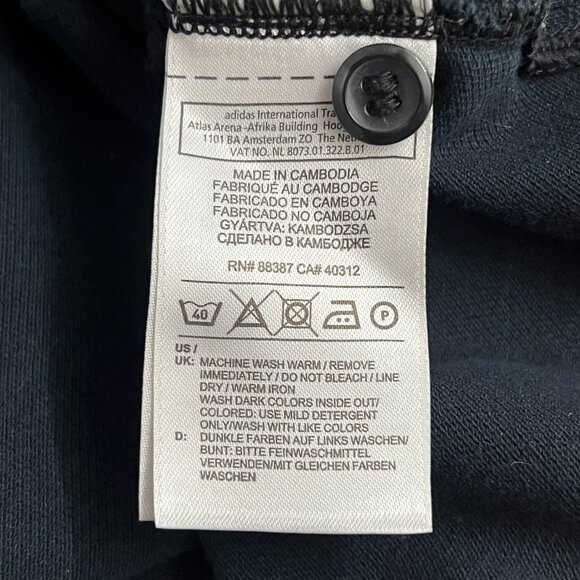 adidas International
Atlas Arena -Afrika Building
1101 BA Amsterdam ZO The
VAT NO. NL 8073.01.322.B.01
MADE IN CAMBODIA
FABRIQUÉ AU CAMBODGE
FABRICADO EN CAMBOYA
FABRICADO NO CAMBOJA
GYÁRTVA: KAMBODZSA
СДЕЛАНО В КАМБОДЖЕ
RN# 88387 CA# 40312
40 P
US /
UK: MACHINE WASH WARM / REMOVE
IMMEDIATELY / DO NOT BLEACH / LINE
DRY / WARM IRON
WASH DARK COLORS INSIDE OUT/
COLORED: USE MILD DETERGENT
ONLY/WASH WITH LIKE COLORS
D: DUNKLE FARBEN AUF LINKS WASCHEN/
BUNT: BITTE FEINWASCHMITTEL
VERWENDEN/MIT GLEICHEN FARBEN
WASCHEN